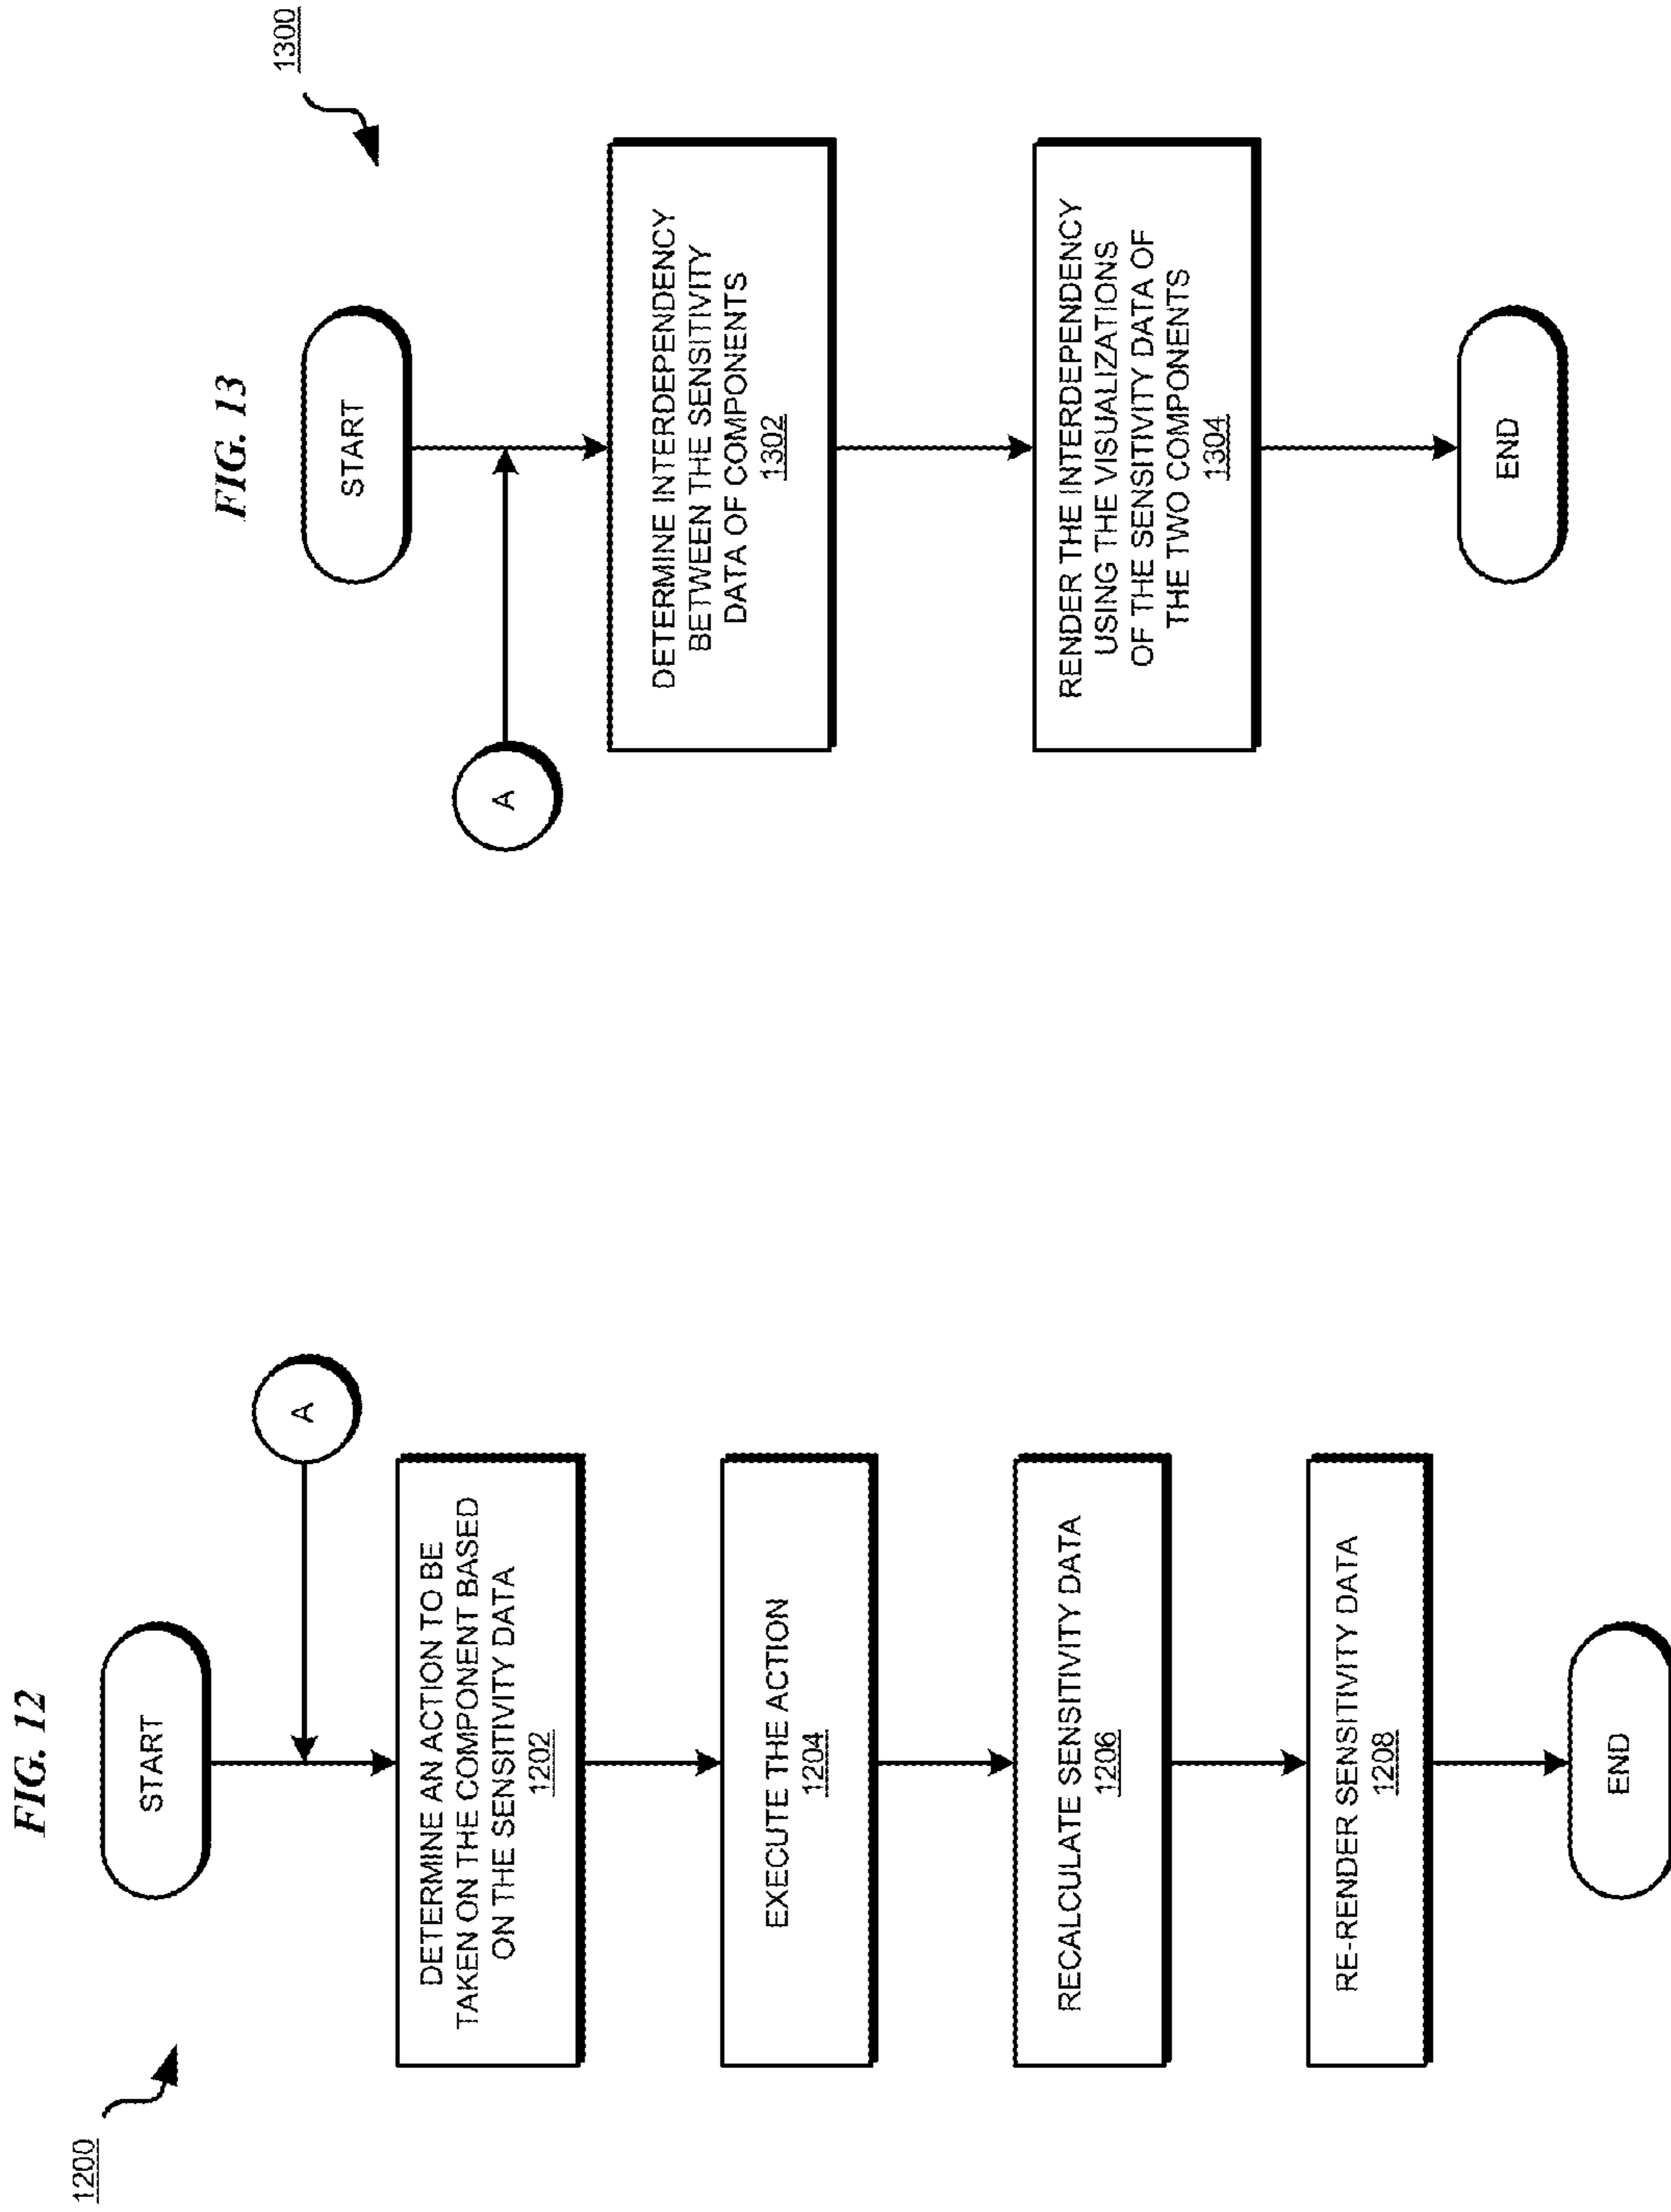 FIG. 12
1200
START
A
DETERMINE AN ACTION TO BE
TAKEN ON THE COMPONENT BASED
ON THE SENSITIVITY DATA
1202
EXECUTE THE ACTION
1204
RECALCULATE SENSITIVITY DATA
1206
RE-RENDER SENSITIVITY DATA
1208
END
FIG. 13
1300
START
A
DETERMINE INTERDEPENDENCY
BETWEEN THE SENSITIVITY
DATA OF COMPONENTS
1302
RENDER THE INTERDEPENDENCY
USING THE VISUALIZATIONS
OF THE SENSITIVITY DATA OF
THE TWO COMPONENTS
1304
END